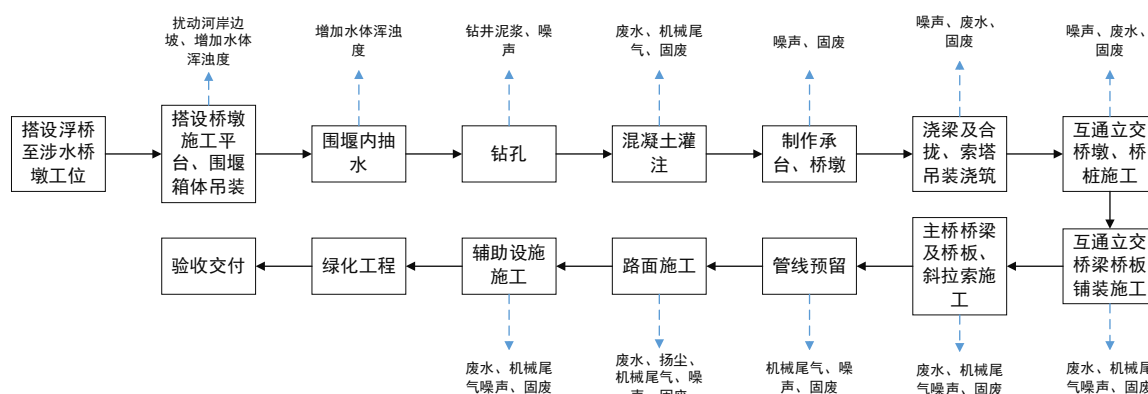 扰动河岸边
坡、增加水体
浑浊度
增加水体浑浊
度
钻井泥浆、噪
声
废水、机械尾
气、固废
噪声、固废
噪声、废水、
固废
噪声、废水、
固废
搭设浮桥
至涉水桥
墩工位
搭设桥墩
施工平
台、围堰
箱体吊装
围堰内抽
水
钻孔
混凝土灌
注
制作承
台、桥墩
浇梁及合
拢、索塔
吊装浇筑
互通立交
桥墩、桥
桩施工
验收交付
绿化工程
辅助设施
施工
路面施工
管线预留
主桥桥梁
及桥板、
斜拉索施
工
互通立交
桥梁桥板
铺装施工
废水、机械尾
气噪声、固废
废水、扬尘、
机械尾气、噪
声、固废
机械尾气、噪
声、固废
废水、机械尾
气噪声、固废
废水、机械尾
气噪声、固废